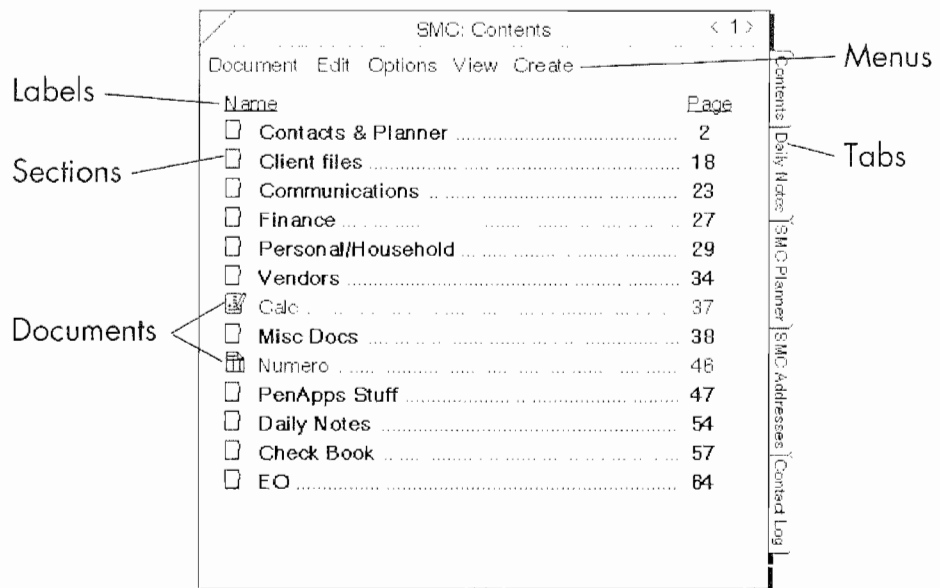 SMC: Contents < 1 >
Document Edit Options View Create
Menus
Labels
Name Page
Contacts & Planner 2
Sections
Client files 18
Communications 23
Finance 27
Personal/Household 29
Vendors 34
Documents
Calc 37
Misc Docs 38
Numero 46
PenApps Stuff 47
Daily Notes 54
Check Book 57
EO 64
Tabs
Contents
Daily Notes
SMC Planner
SMC Addresses
Contact Log